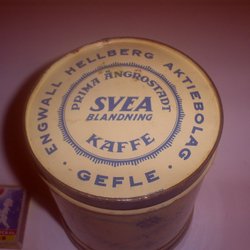 ENGWALL HELLBERG AKTIEBOLAG
PRIMA ÅNGROSTADT
SVEA
BLANDNING
KAFFE
GEFLE